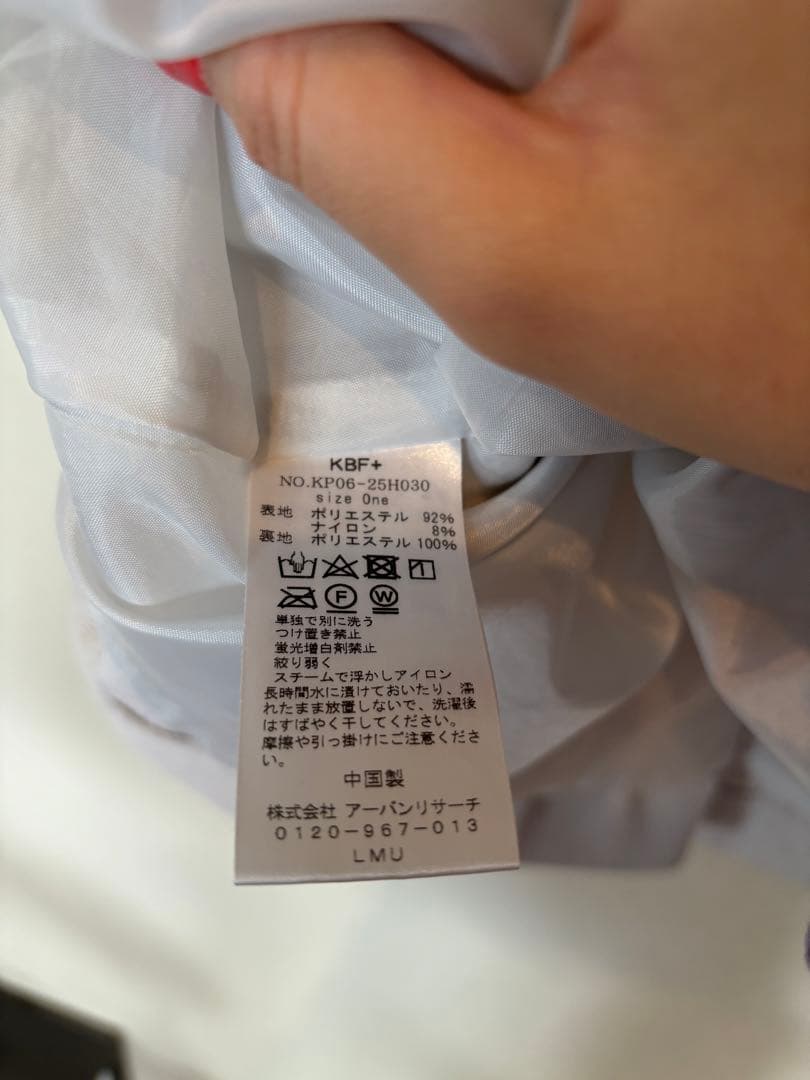 KBF+
NO.KP06-25H030
size One
表地 ポリエステル 92%
ナイロン 8%
裏地 ポリエステル 100%
F W
単独で別に洗う
つけ置き禁止
蛍光増白剤禁止
絞り弱く
スチームで浮かしアイロン
長時間水に漬けておいたり、濡
れたまま放置しないで、洗濯後
はすばやく干してください。
摩擦や引っ掛けにご注意くださ
い。
中国製
株式会社 アーバンリサーチ
0120-967-013
LMU